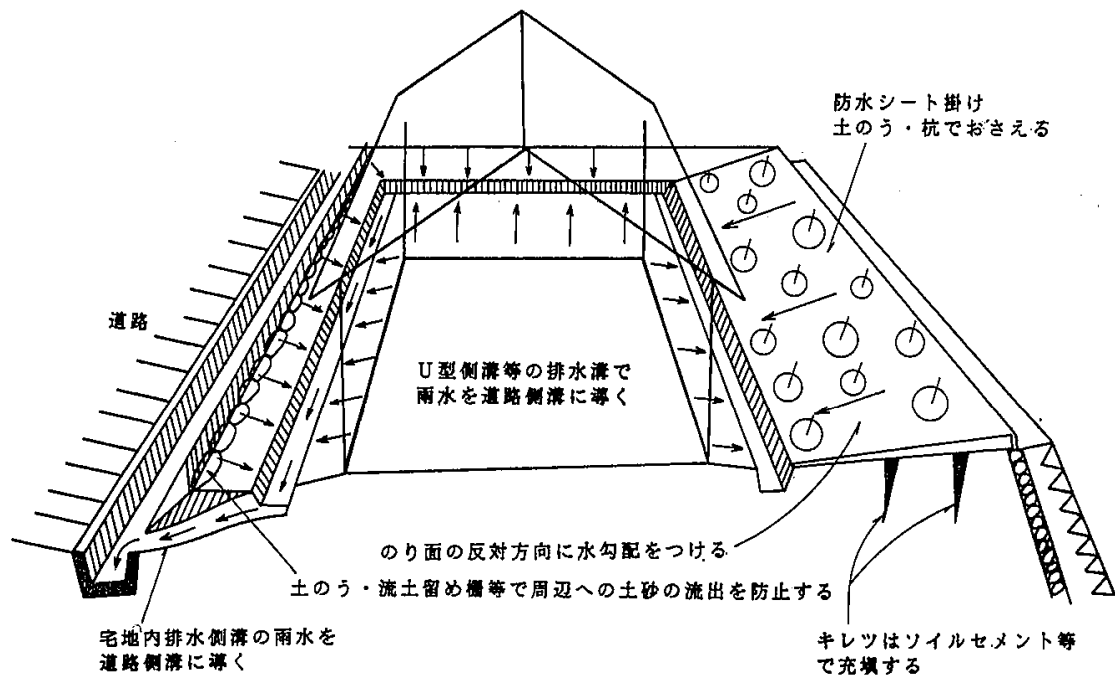 防水シート掛け
土のう・杭でおさえる
道路
U型側溝等の排水溝で
雨水を道路側溝に導く
のり面の反対方向に水勾配をつける
土のう・流土留め柵等で周辺への土砂の流出を防止する
宅地内排水側溝の雨水を
道路側溝に導く
キレツはソイルセメント等
で充塡する